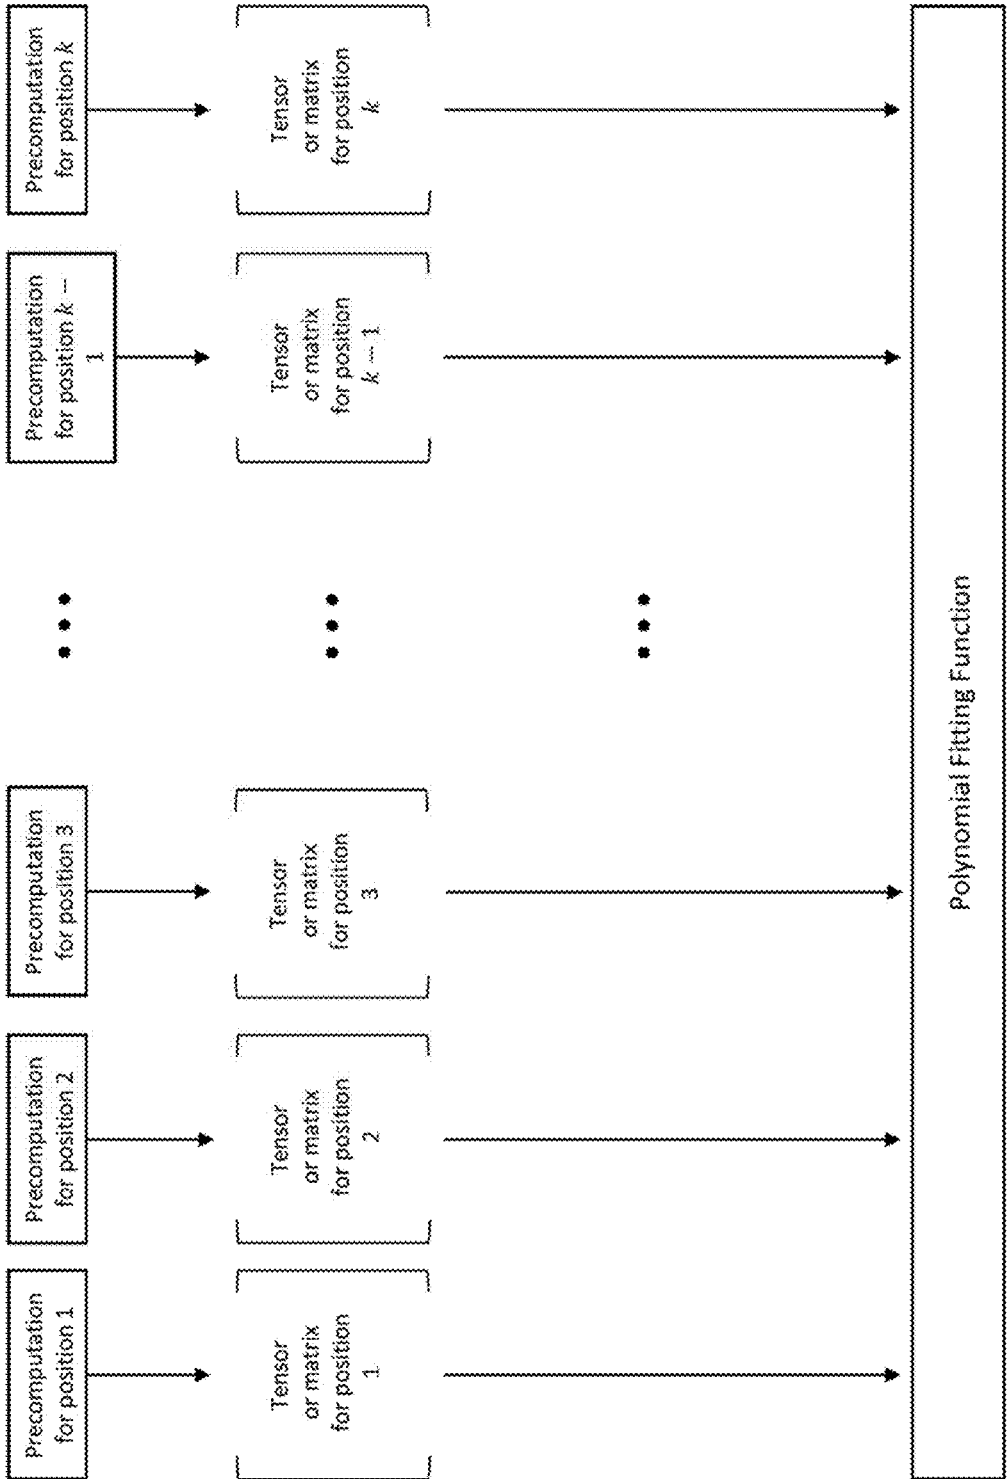 Precomputation
for position 1
Tensor
or matrix
for position
1
Precomputation
for position 2
Tensor
or matrix
for position
2
Precomputation
for position 3
Tensor
or matrix
for position
3
Precomputation
for position k –
1
Tensor
or matrix
for position
k – 1
Precomputation
for position k
Tensor
or matrix
for position
k
Polynomial Fitting Function